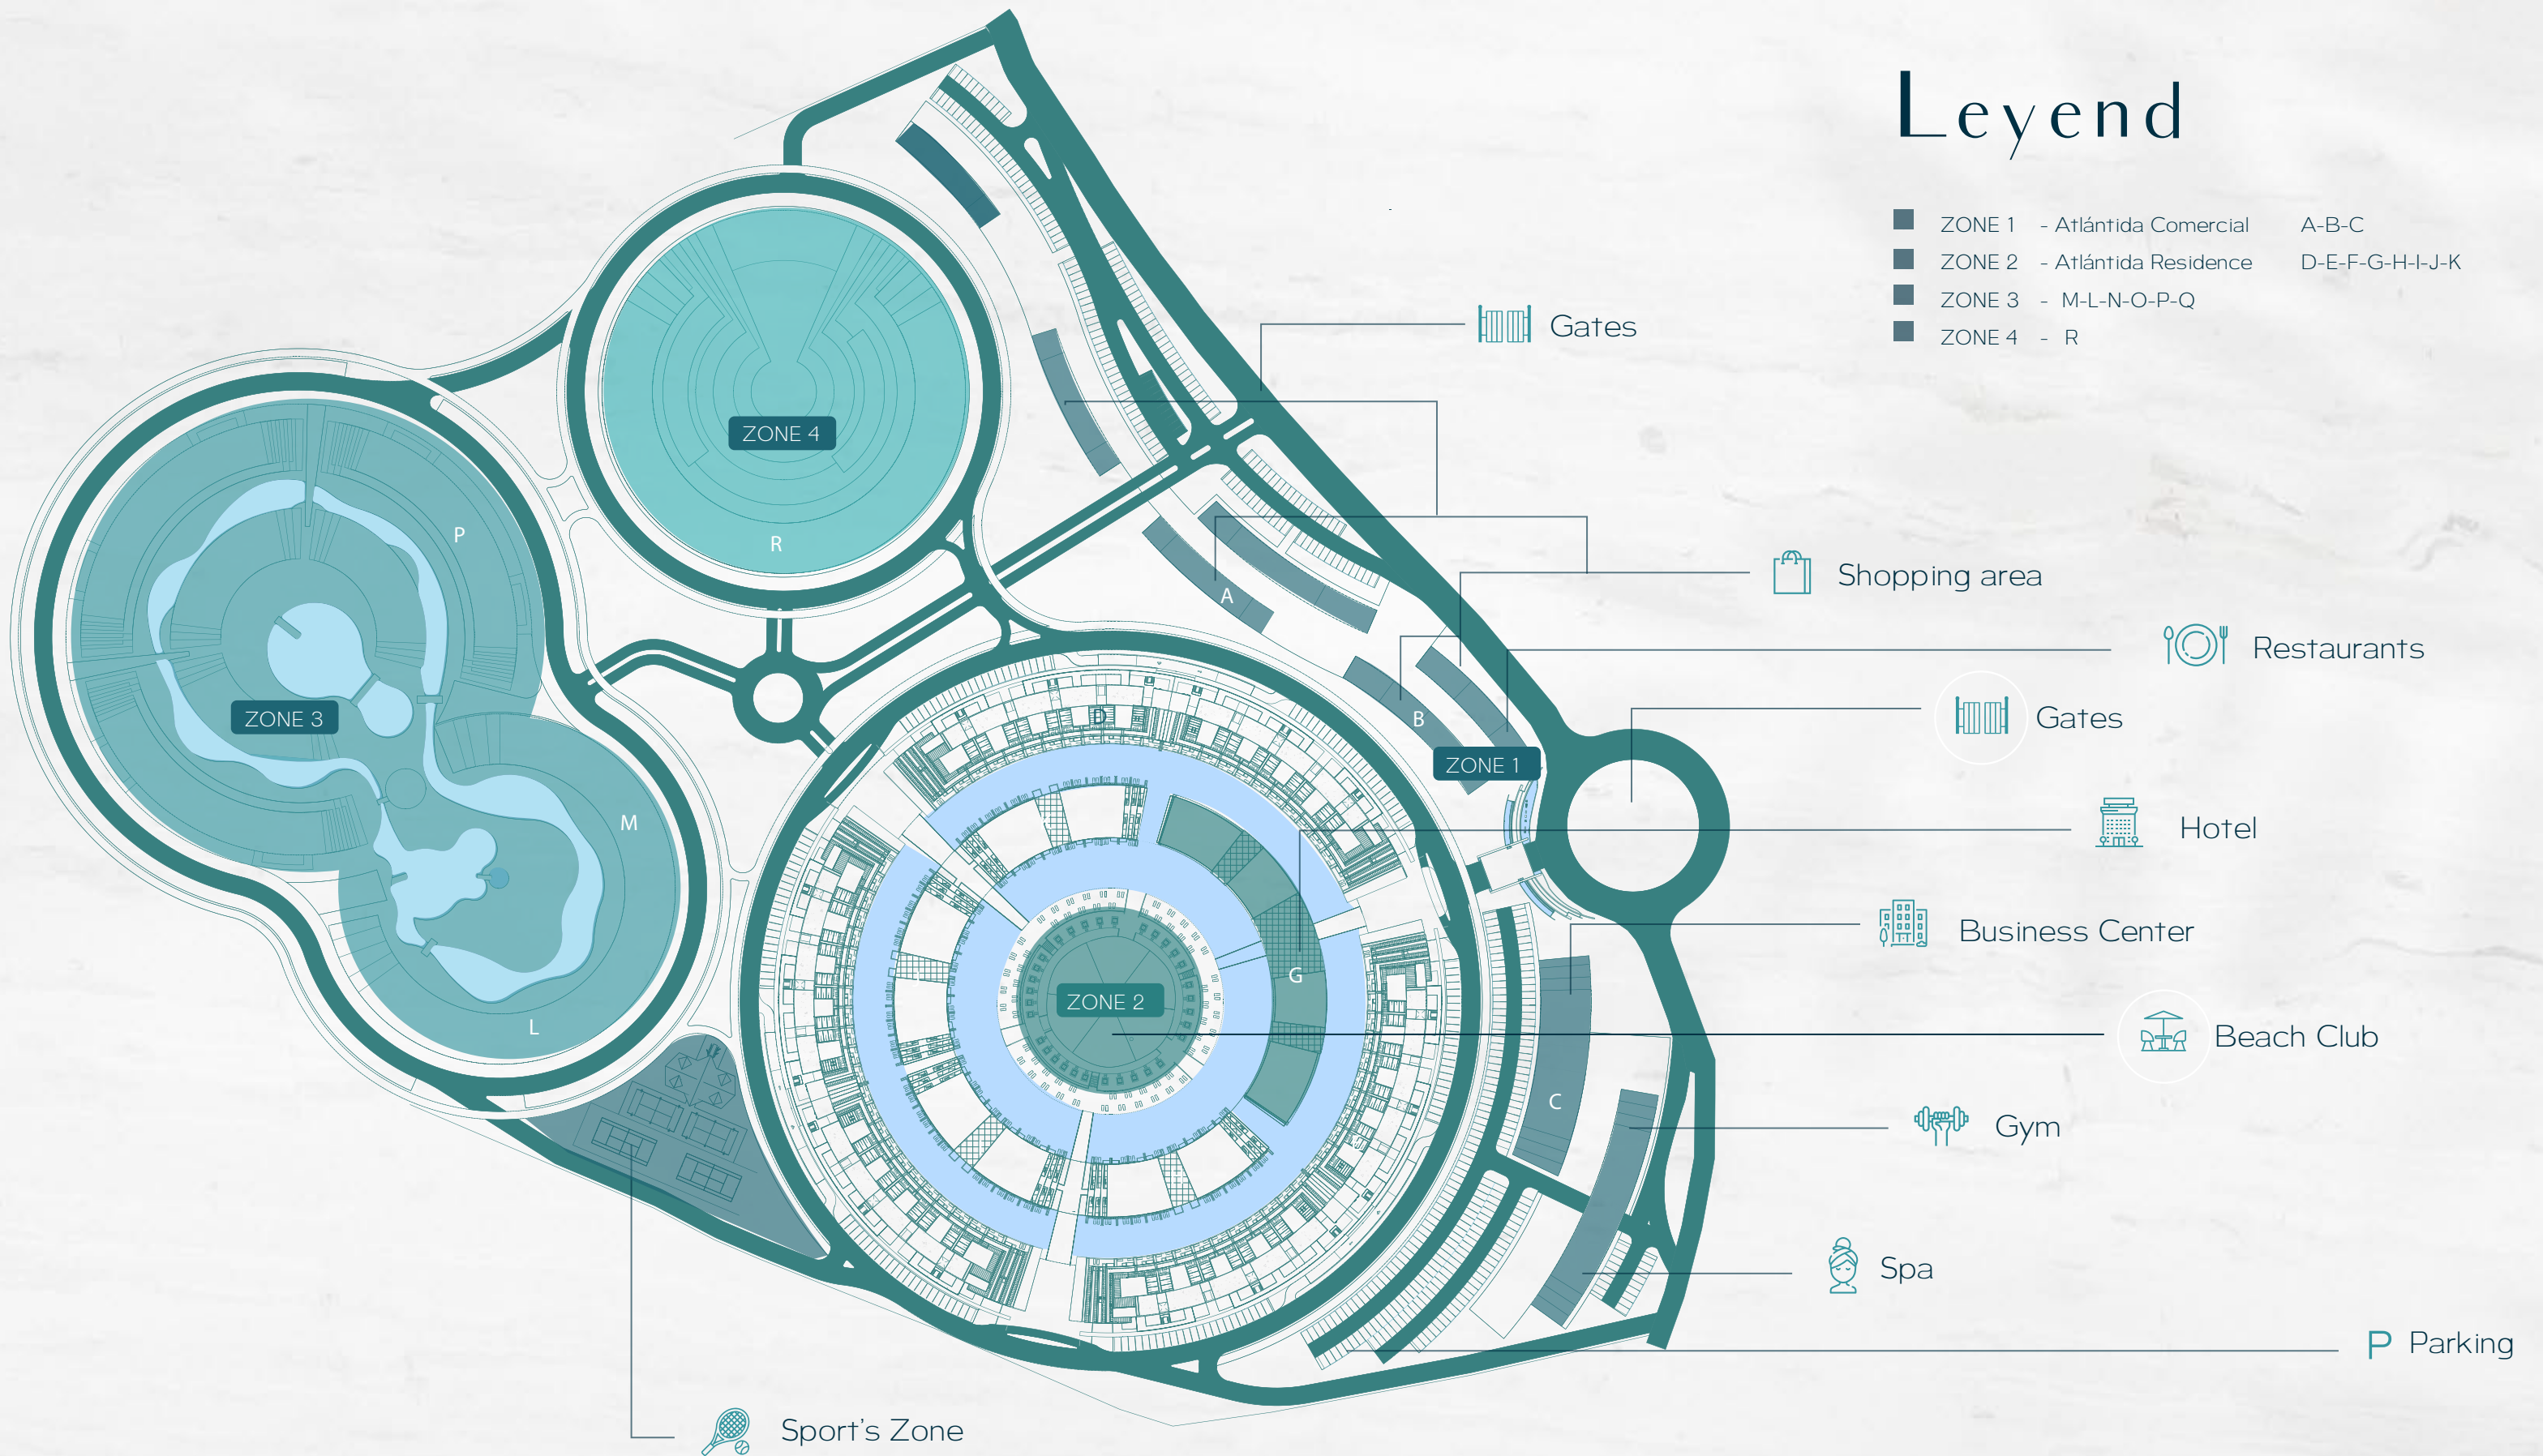 Leyend
ZONE 1 - Atlántida Comercial A-B-C
ZONE 2 - Atlántida Residence D-E-F-G-H-I-J-K
ZONE 3 - M-L-N-O-P-Q
ZONE 4 - R
Gates
ZONE 4
P
R
Shopping area
A
Restaurants
ZONE 3
D
B
Gates
ZONE 1
M
Hotel
Business Center
G
ZONE 2
L
Beach Club
C
Gym
Spa
P Parking
Sport's Zone